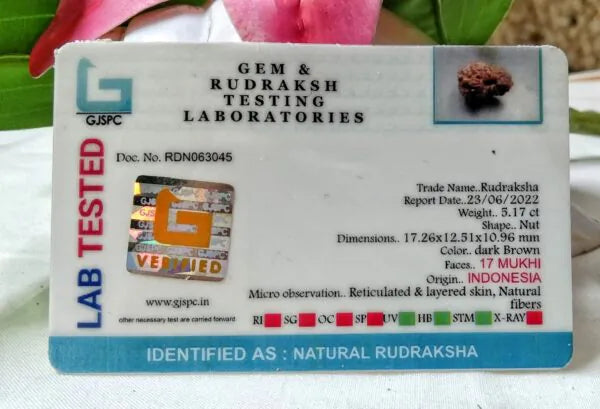 GJSPC
GEM &
RUDRAKSH
TESTING
LABORATORIES
LAB TESTED
Doc. No. RDN063045
G
VERIFIED
Trade Name..Rudraksha
Report Date..23/06/2022
Weight.. 5.17 ct
Shape.. Nut
Dimensions.. 17.26x12.51x10.96 mm
Color.. dark Brown
Faces.. 17 MUKHI
Origin.. INDONESIA
Micro observation.. Reticulated & layered skin, Natural
fibers
www.gjspc.in
other necessary test are carried forward
RI SG OC SP UV HB STM X-RAY
IDENTIFIED AS : NATURAL RUDRAKSHA